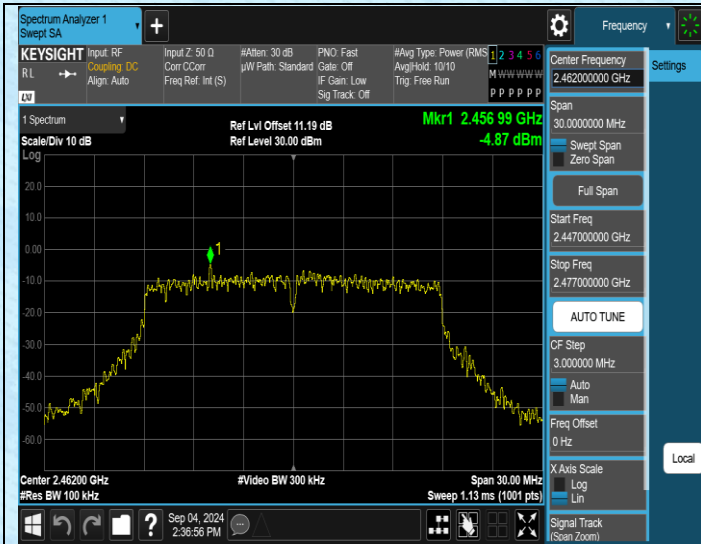 Spectrum Analyzer 1
Swept SA
Frequency
KEYSIGHT
RL
LXI
Input: RF
Coupling: DC
Align: Auto
Input Z: 50 Ω
Corr CCorr
Freq Ref: Int (S)
#Atten: 30 dB
µW Path: Standard
PNO: Fast
Gate: Off
IF Gain: Low
Sig Track: Off
#Avg Type: Power (RMS
Avg|Hold: 10/10
Trig: Free Run
1 2 3 4 5 6
M W W W W W
P P P P P P
1 Spectrum
Scale/Div 10 dB
Ref Lvl Offset 11.19 dB
Ref Level 30.00 dBm
Mkr1 2.456 99 GHz
-4.87 dBm
Log
20.0
10.0
0.00
-10.0
-20.0
-30.0
-40.0
-50.0
-60.0
1
Center 2.46200 GHz
#Res BW 100 kHz
#Video BW 300 kHz
Span 30.00 MHz
Sweep 1.13 ms (1001 pts)
Center Frequency
2.462000000 GHz
Span
30.0000000 MHz
Swept Span
Zero Span
Full Span
Start Freq
2.447000000 GHz
Stop Freq
2.477000000 GHz
AUTO TUNE
CF Step
3.000000 MHz
Auto
Man
Freq Offset
0 Hz
X Axis Scale
Log
Lin
Signal Track
(Span Zoom)
Settings
Local
?
Sep 04, 2024
2:36:56 PM